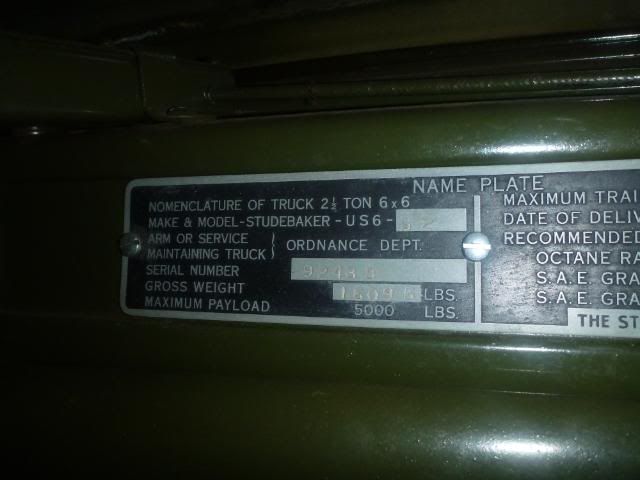 NAME PLATE
NOMENCLATURE OF TRUCK 2½ TON 6x6
MAKE & MODEL-STUDEBAKER-US6-
ARM OR SERVICE
MAINTAINING TRUCK } ORDNANCE DEPT.
SERIAL NUMBER
GROSS WEIGHT LBS.
MAXIMUM PAYLOAD 5000 LBS.
MAXIMUM TRAI
DATE OF DELIV
RECOMMENDED
OCTANE RA
S.A.E. GRA
S.A.E. GRA
THE ST